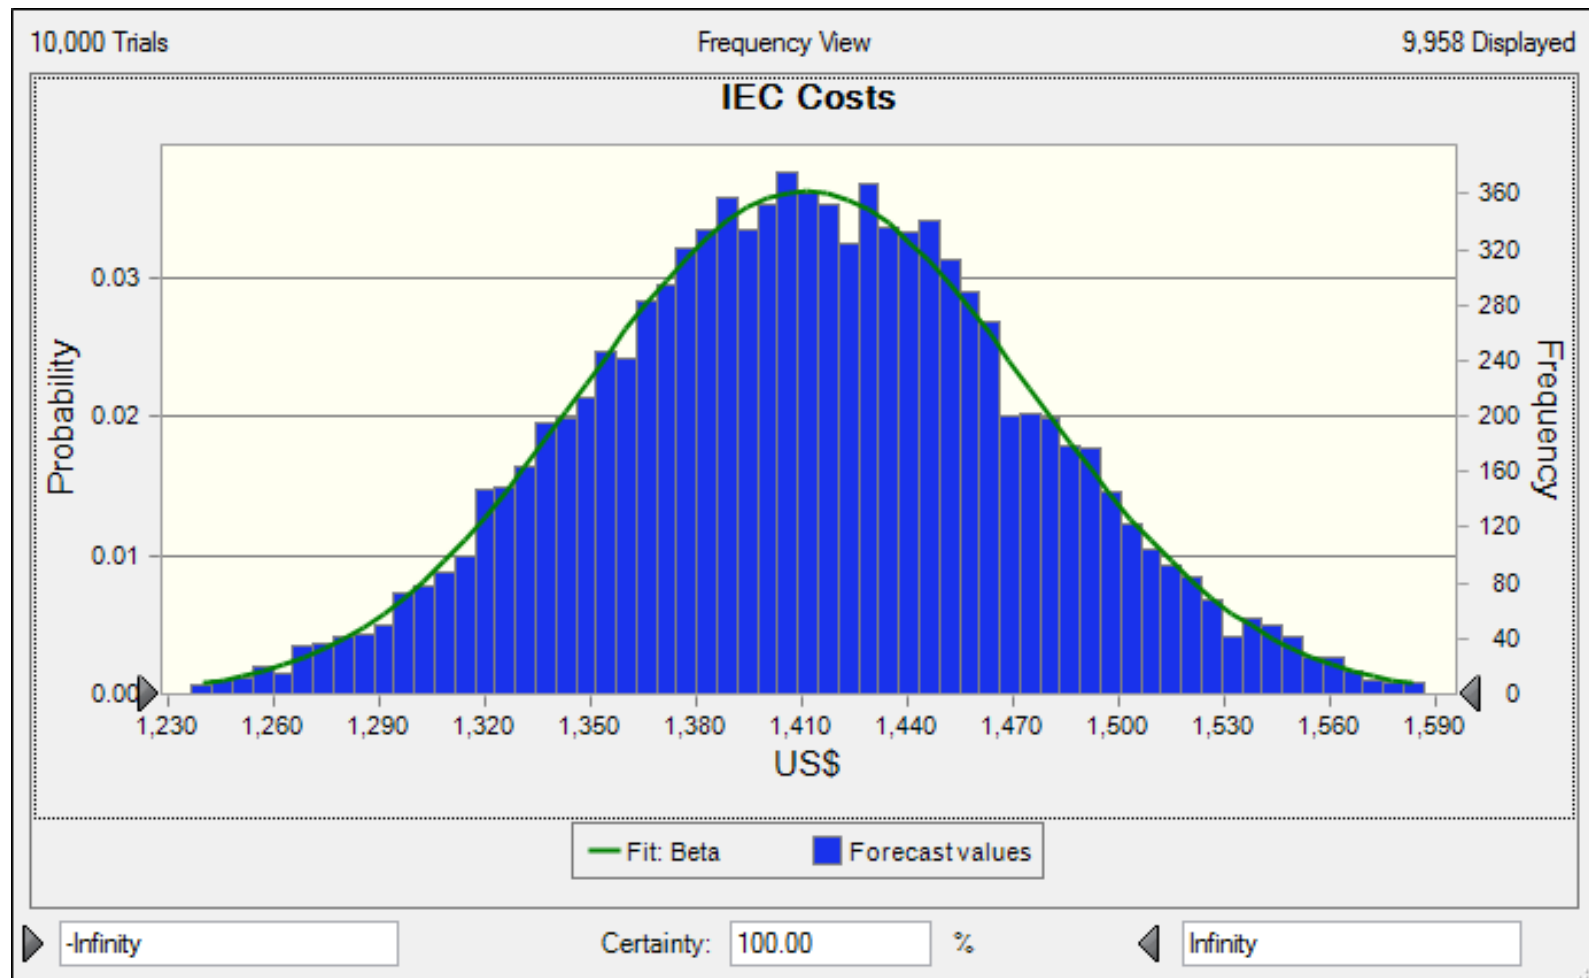 10,000 Trials Frequency View 9,958 Displayed
IEC Costs
Probability
0.03
0.02
0.01
0.00
360
320
280
240
200
160
120
80
40
0
Frequency
1,230 1,260 1,290 1,320 1,350 1,380 1,410 1,440 1,470 1,500 1,530 1,560 1,590
US$
Fit: Beta Forecast values
-Infinity Certainty: 100.00 % Infinity